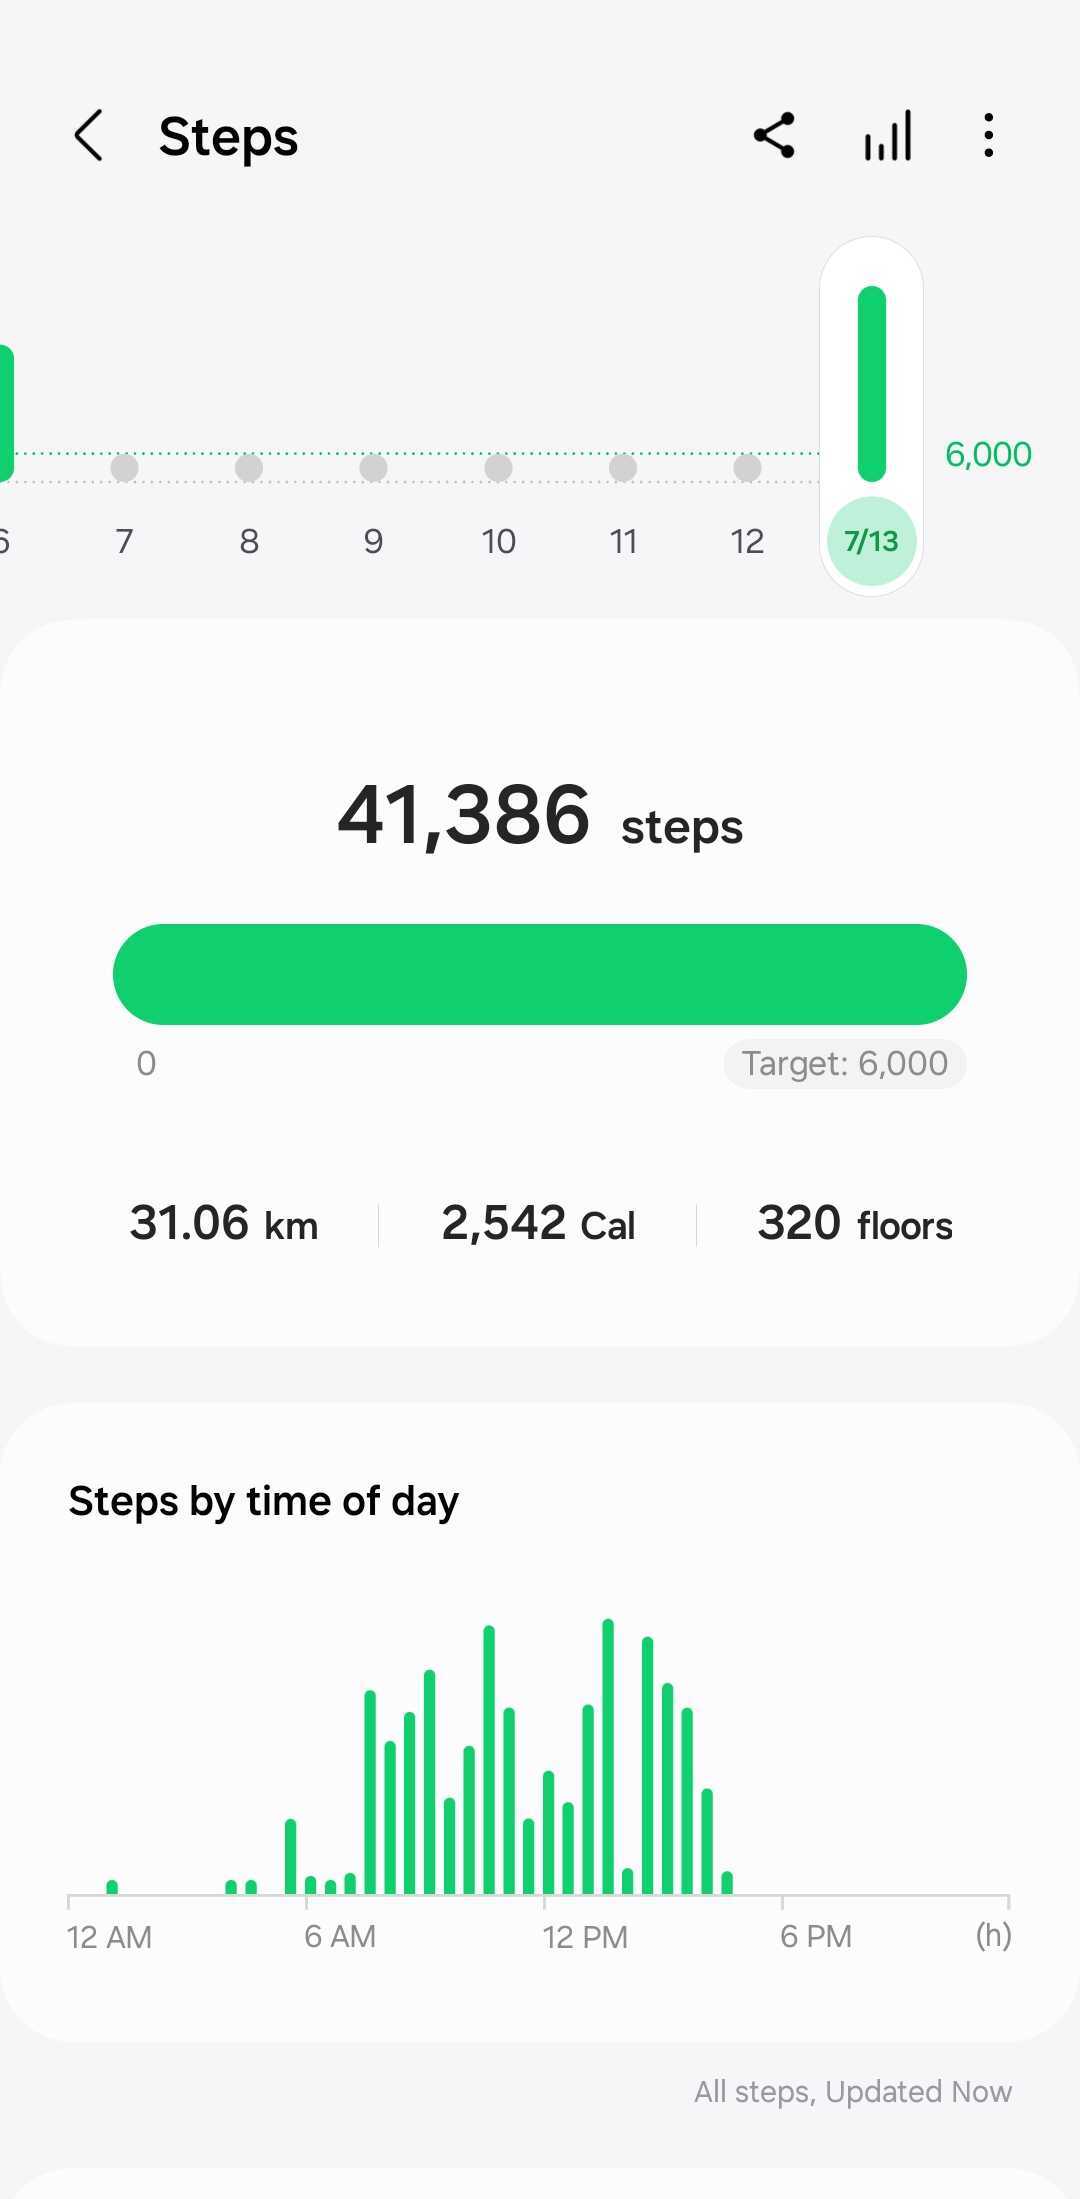 Steps
6,000
6 7 8 9 10 11 12 7/13
41,386 steps
0 Target: 6,000
31.06 km 2,542 Cal 320 floors
Steps by time of day
12 AM 6 AM 12 PM 6 PM (h)
All steps, Updated Now